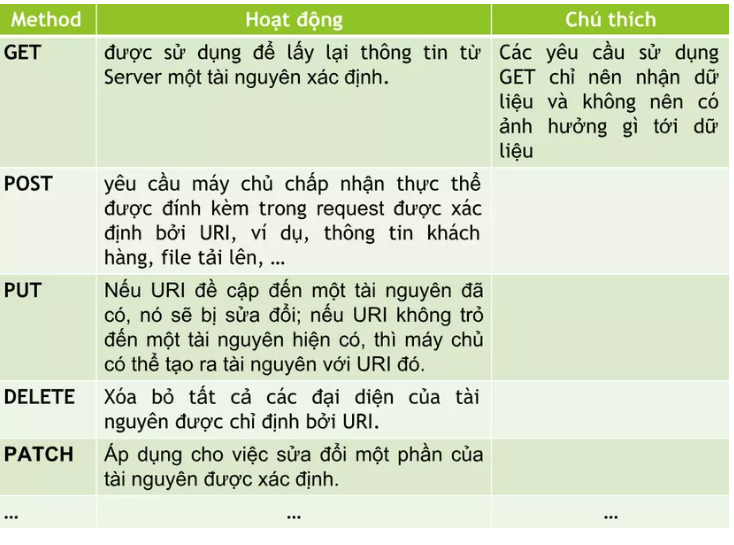 Method Hoạt động Chú thích
GET
được sử dụng để lấy lại thông tin từ
Server một tài nguyên xác định.
Các yêu cầu sử dụng
GET chỉ nên nhận dữ
liệu và không nên có
ảnh hưởng gì tới dữ
liệu
POST
yêu cầu máy chủ chấp nhận thực thể
được đính kèm trong request được xác
định bởi URI, ví dụ, thông tin khách
hàng, file tải lên, …
PUT
Nếu URI đề cập đến một tài nguyên đã
có, nó sẽ bị sửa đổi; nếu URI không trỏ
đến một tài nguyên hiện có, thì máy chủ
có thể tạo ra tài nguyên với URI đó.
DELETE
Xóa bỏ tất cả các đại diện của tài
nguyên được chỉ định bởi URI.
PATCH
Áp dụng cho việc sửa đổi một phần của
tài nguyên được xác định.
… … …